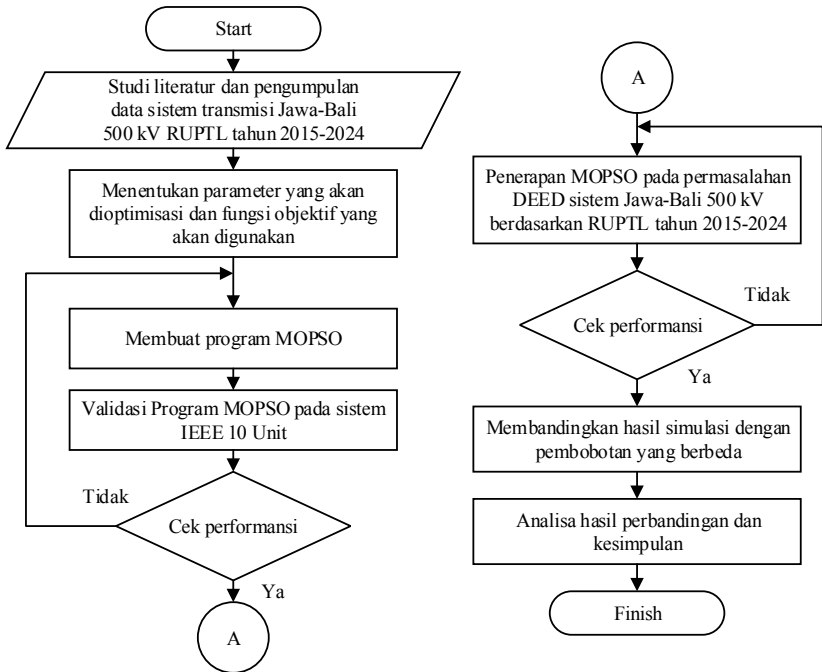 Start
Studi literatur dan pengumpulan
data sistem transmisi Jawa-Bali
500 kV RUPTL tahun 2015-2024
Menentukan parameter yang akan
dioptimisasi dan fungsi objektif yang
akan digunakan
Membuat program MOPSO
Validasi Program MOPSO pada sistem
IEEE 10 Unit
Tidak
Cek performansi
Ya
A
A
Penerapan MOPSO pada permasalahan
DEED sistem Jawa-Bali 500 kV
berdasarkan RUPTL tahun 2015-2024
Tidak
Cek performansi
Ya
Membandingkan hasil simulasi dengan
pembobotan yang berbeda
Analisa hasil perbandingan dan
kesimpulan
Finish